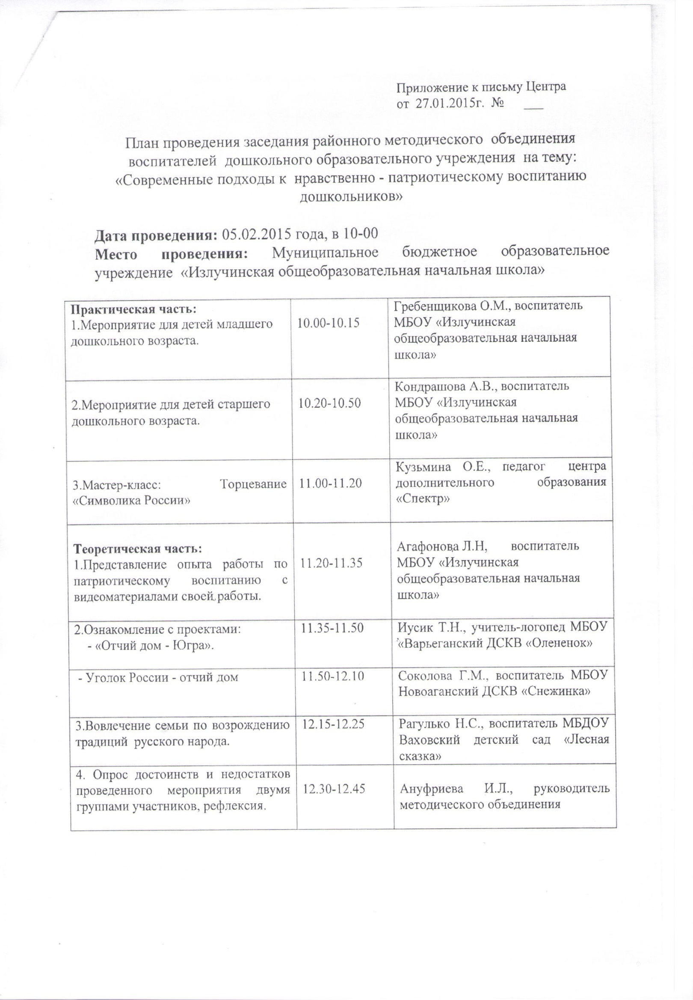 Приложение к письму Центра
от 27.01.2015г. № ___
План проведения заседания районного методического объединения
воспитателей дошкольного образовательного учреждения на тему:
«Современные подходы к нравственно - патриотическому воспитанию
дошкольников»
Дата проведения: 05.02.2015 года, в 10-00
Место проведения: Муниципальное бюджетное образовательное
учреждение «Излучинская общеобразовательная начальная школа»
Практическая часть:
1.Мероприятие для детей младшего
дошкольного возраста.
10.00-10.15
Гребенщикова О.М., воспитатель
МБОУ «Излучинская
общеобразовательная начальная
школа»
2.Мероприятие для детей старшего
дошкольного возраста.
10.20-10.50
Кондрашова А.В., воспитатель
МБОУ «Излучинская
общеобразовательная начальная
школа»
3.Мастер-класс: Торцевание
«Символика России»
11.00-11.20
Кузьмина О.Е., педагог центра
дополнительного образования
«Спектр»
Теоретическая часть:
1.Представление опыта работы по
патриотическому воспитанию с
видеоматериалами своей работы.
11.20-11.35
Агафонова Л.Н, воспитатель
МБОУ «Излучинская
общеобразовательная начальная
школа»
2.Ознакомление с проектами:
- «Отчий дом - Югра».
11.35-11.50
Иусик Т.Н., учитель-логопед МБОУ
«Варьеганский ДСКВ «Олененок»
- Уголок России - отчий дом
11.50-12.10
Соколова Г.М., воспитатель МБОУ
Новоаганский ДСКВ «Снежинка»
3.Вовлечение семьи по возрождению
традиций русского народа.
12.15-12.25
Рагулько Н.С., воспитатель МБДОУ
Ваховский детский сад «Лесная
сказка»
4. Опрос достоинств и недостатков
проведенного мероприятия двумя
группами участников, рефлексия.
12.30-12.45
Ануфриева И.Л., руководитель
методического объединения